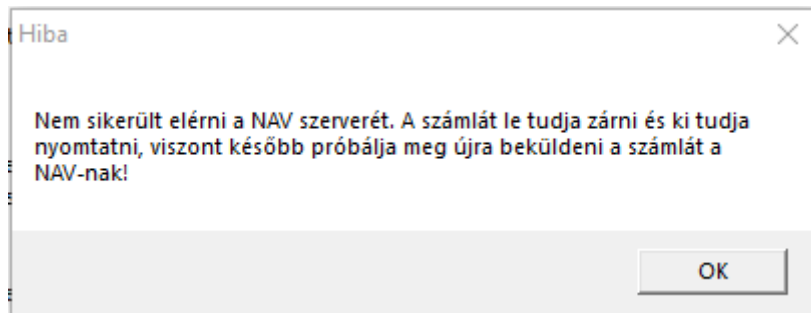 Hiba
Nem sikerült elérni a NAV szerverét. A számlát le tudja zárni és ki tudja
nyomtatni, viszont később próbálja meg újra beküldeni a számlát a
NAV-nak!
OK